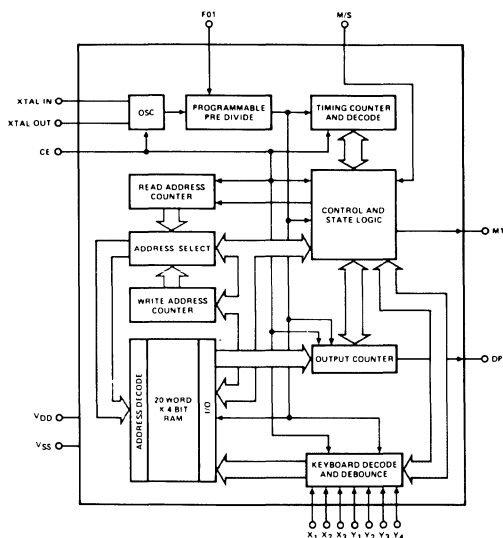 F01
M/S
XTAL IN
XTAL OUT
CE
OSC
PROGRAMMABLE
PRE DIVIDE
TIMING COUNTER
AND DECODE
READ ADDRESS
COUNTER
CONTROL AND
STATE LOGIC
ADDRESS SELECT
M1
WRITE ADDRESS
COUNTER
OUTPUT COUNTER
DP
ADDRESS DECODE
20 WORD
X 4 BIT
RAM
I/O
VDD
VSS
KEYBOARD DECODE
AND DEBOUNCE
X1 X2 X3 Y1 Y2 Y3 Y4